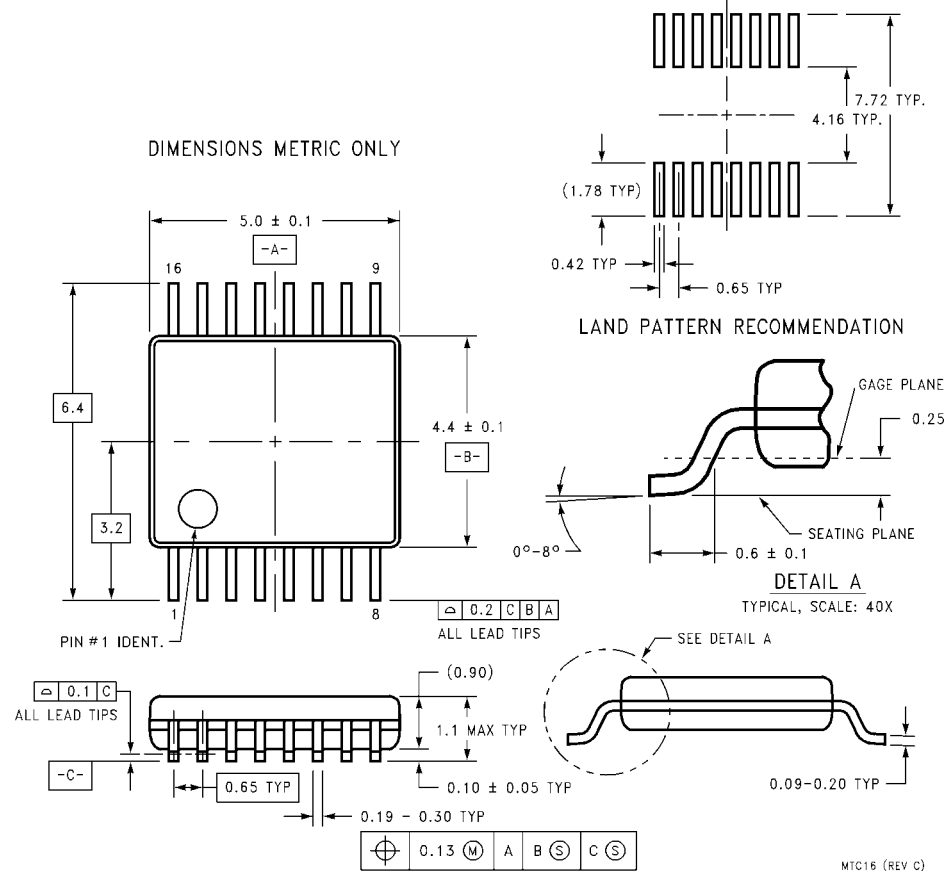 7.72 TYP.
4.16 TYP.
DIMENSIONS METRIC ONLY
(1.78 TYP)
5.0 ± 0.1
-A-
0.42 TYP
0.65 TYP
16
9
LAND PATTERN RECOMMENDATION
GAGE PLANE
6.4
0.25
4.4 ± 0.1
-B-
3.2
SEATING PLANE
0°-8°
0.6 ± 0.1
DETAIL A
TYPICAL, SCALE: 40X
1
8
⌓ 0.2 C B A
ALL LEAD TIPS
PIN #1 IDENT.
SEE DETAIL A
(0.90)
⌓ 0.1 C
ALL LEAD TIPS
1.1 MAX TYP
-C-
0.65 TYP
0.10 ± 0.05 TYP
0.09-0.20 TYP
0.19 - 0.30 TYP
⌖ 0.13 Ⓜ A B Ⓢ C Ⓢ
MTC16 (REV C)